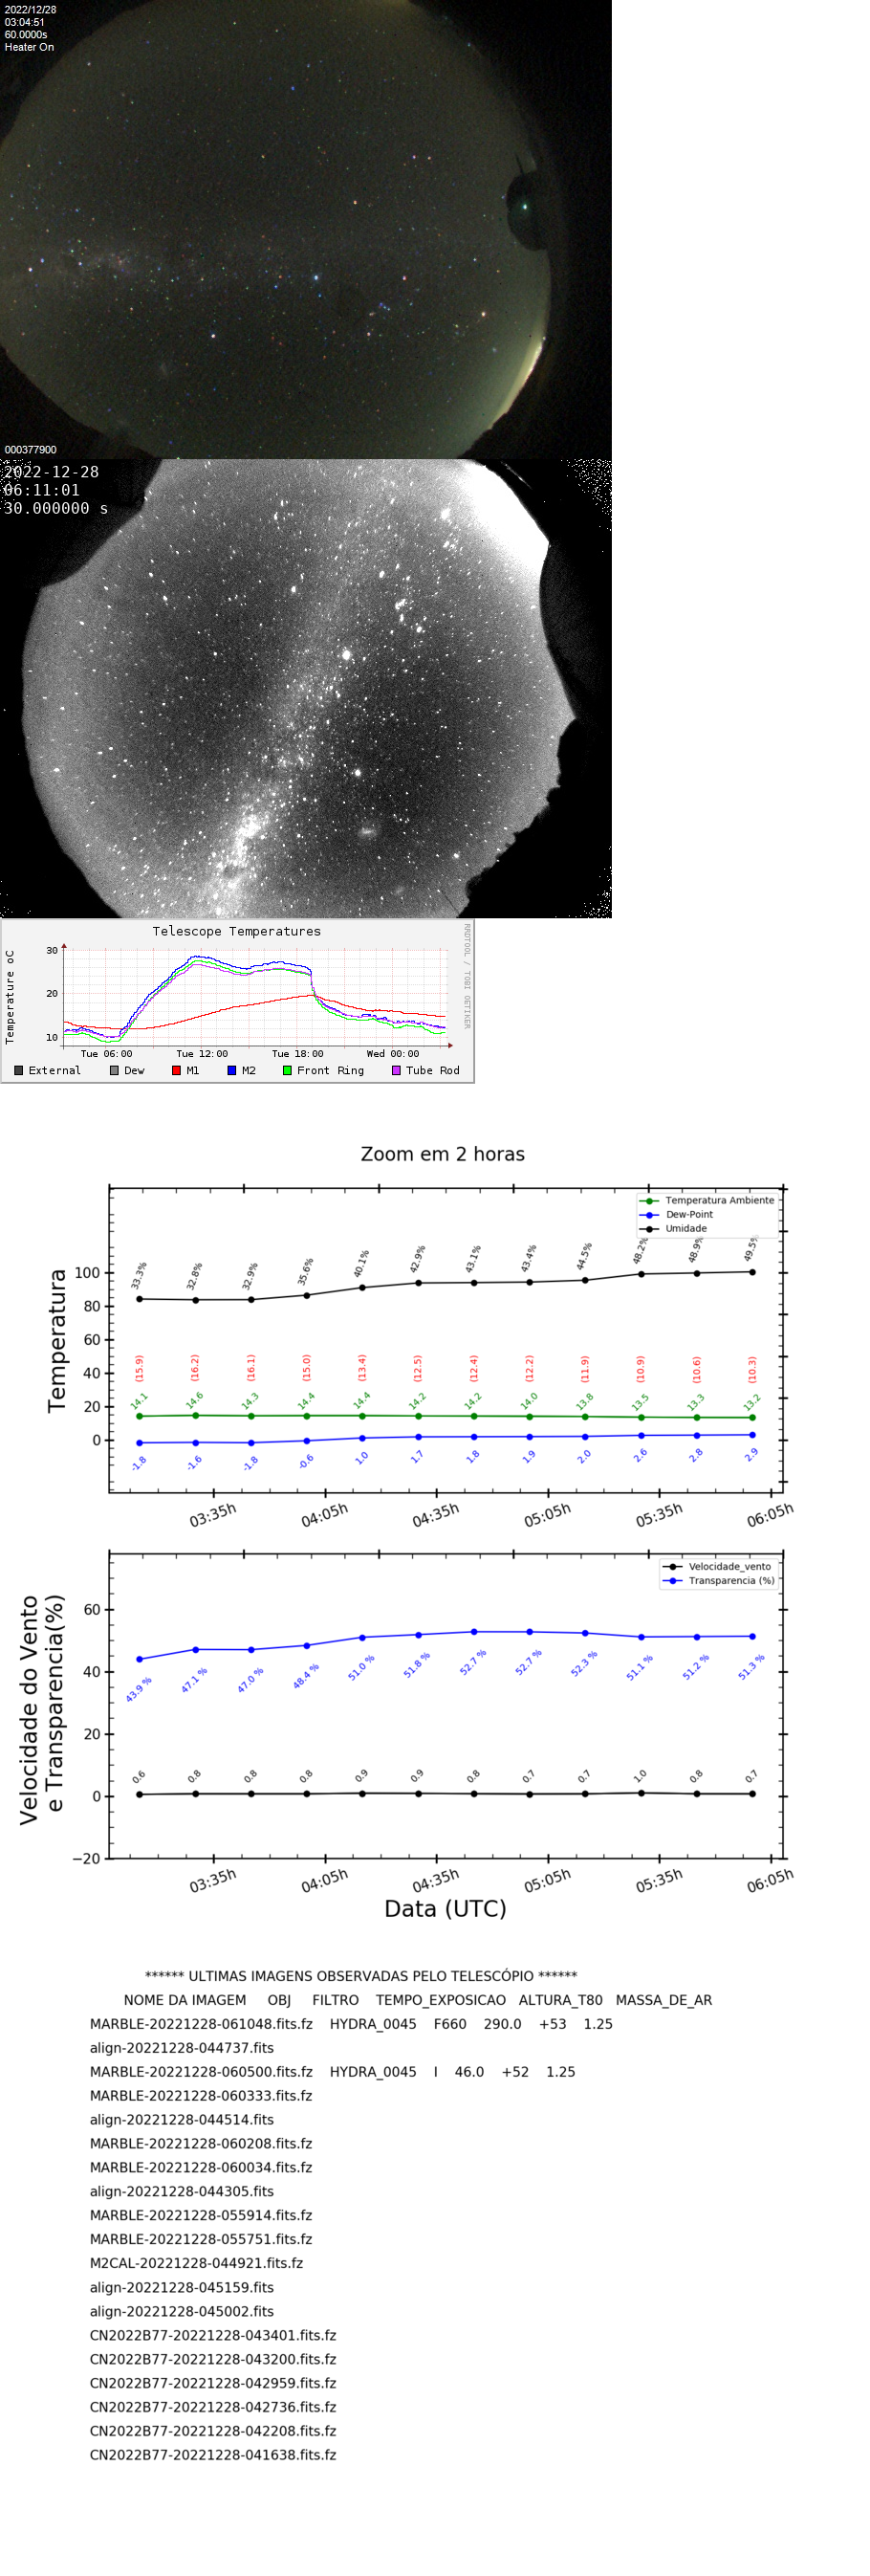 2022/12/28
03:04:51
60.0000s
Heater On
000377900
2022-12-28
06:11:01
30.000000 s
Telescope Temperatures
RRDTOOL / TOBI OETIKER
Temperature oC
30
20
10
Tue 06:00 Tue 12:00 Tue 18:00 Wed 00:00
External Dew M1 M2 Front Ring Tube Rod
Zoom em 2 horas
Temperatura Ambiente
Dew-Point
Umidade
Temperatura
100
80
60
40
20
0
33.3% 32.8% 32.9% 35.6% 40.1% 42.9% 43.1% 43.4% 44.5% 48.2% 48.9% 49.5%
(15.9) (16.2) (16.1) (15.0) (13.4) (12.5) (12.4) (12.2) (11.9) (10.9) (10.6) (10.3)
14.1 14.6 14.3 14.4 14.4 14.2 14.2 14.0 13.8 13.5 13.3 13.2
-1.8 -1.6 -1.8 -0.6 1.0 1.7 1.8 1.9 2.0 2.6 2.8 2.9
03:35h 04:05h 04:35h 05:05h 05:35h 06:05h
Velocidade_vento
Transparencia (%)
Velocidade do Vento
e Transparencia(%)
60
40
20
0
−20
43.9 % 47.1 % 47.0 % 48.4 % 51.0 % 51.8 % 52.7 % 52.7 % 52.3 % 51.1 % 51.2 % 51.3 %
0.6 0.8 0.8 0.8 0.9 0.9 0.8 0.7 0.7 1.0 0.8 0.7
03:35h 04:05h 04:35h 05:05h 05:35h 06:05h
Data (UTC)
****** ULTIMAS IMAGENS OBSERVADAS PELO TELESCÓPIO ******
NOME DA IMAGEM OBJ FILTRO TEMPO_EXPOSICAO ALTURA_T80 MASSA_DE_AR
MARBLE-20221228-061048.fits.fz HYDRA_0045 F660 290.0 +53 1.25
align-20221228-044737.fits
MARBLE-20221228-060500.fits.fz HYDRA_0045 I 46.0 +52 1.25
MARBLE-20221228-060333.fits.fz
align-20221228-044514.fits
MARBLE-20221228-060208.fits.fz
MARBLE-20221228-060034.fits.fz
align-20221228-044305.fits
MARBLE-20221228-055914.fits.fz
MARBLE-20221228-055751.fits.fz
M2CAL-20221228-044921.fits.fz
align-20221228-045159.fits
align-20221228-045002.fits
CN2022B77-20221228-043401.fits.fz
CN2022B77-20221228-043200.fits.fz
CN2022B77-20221228-042959.fits.fz
CN2022B77-20221228-042736.fits.fz
CN2022B77-20221228-042208.fits.fz
CN2022B77-20221228-041638.fits.fz